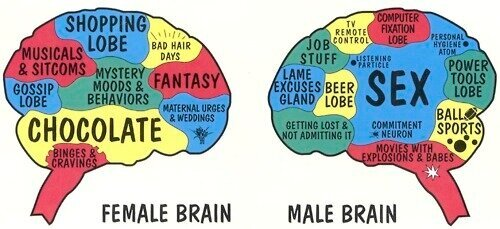 SHOPPING
LOBE
BAD HAIR
DAYS
MUSICALS
& SITCOMS
MYSTERY
MOODS &
BEHAVIORS
FANTASY
GOSSIP
LOBE
MATERNAL URGES
& WEDDINGS
CHOCOLATE
BINGES &
CRAVINGS
FEMALE BRAIN
TV
REMOTE
CONTROL
COMPUTER
FIXATION
LOBE
PERSONAL
HYGIENE
ATOM
JOB
STUFF
LISTENING
PARTICLE
POWER
TOOLS
LOBE
LAME
EXCUSES
GLAND
BEER
LOBE
SEX
BALL
SPORTS
GETTING LOST &
NOT ADMITTING IT
COMMITMENT
NEURON
MOVIES WITH
EXPLOSIONS & BABES
MALE BRAIN